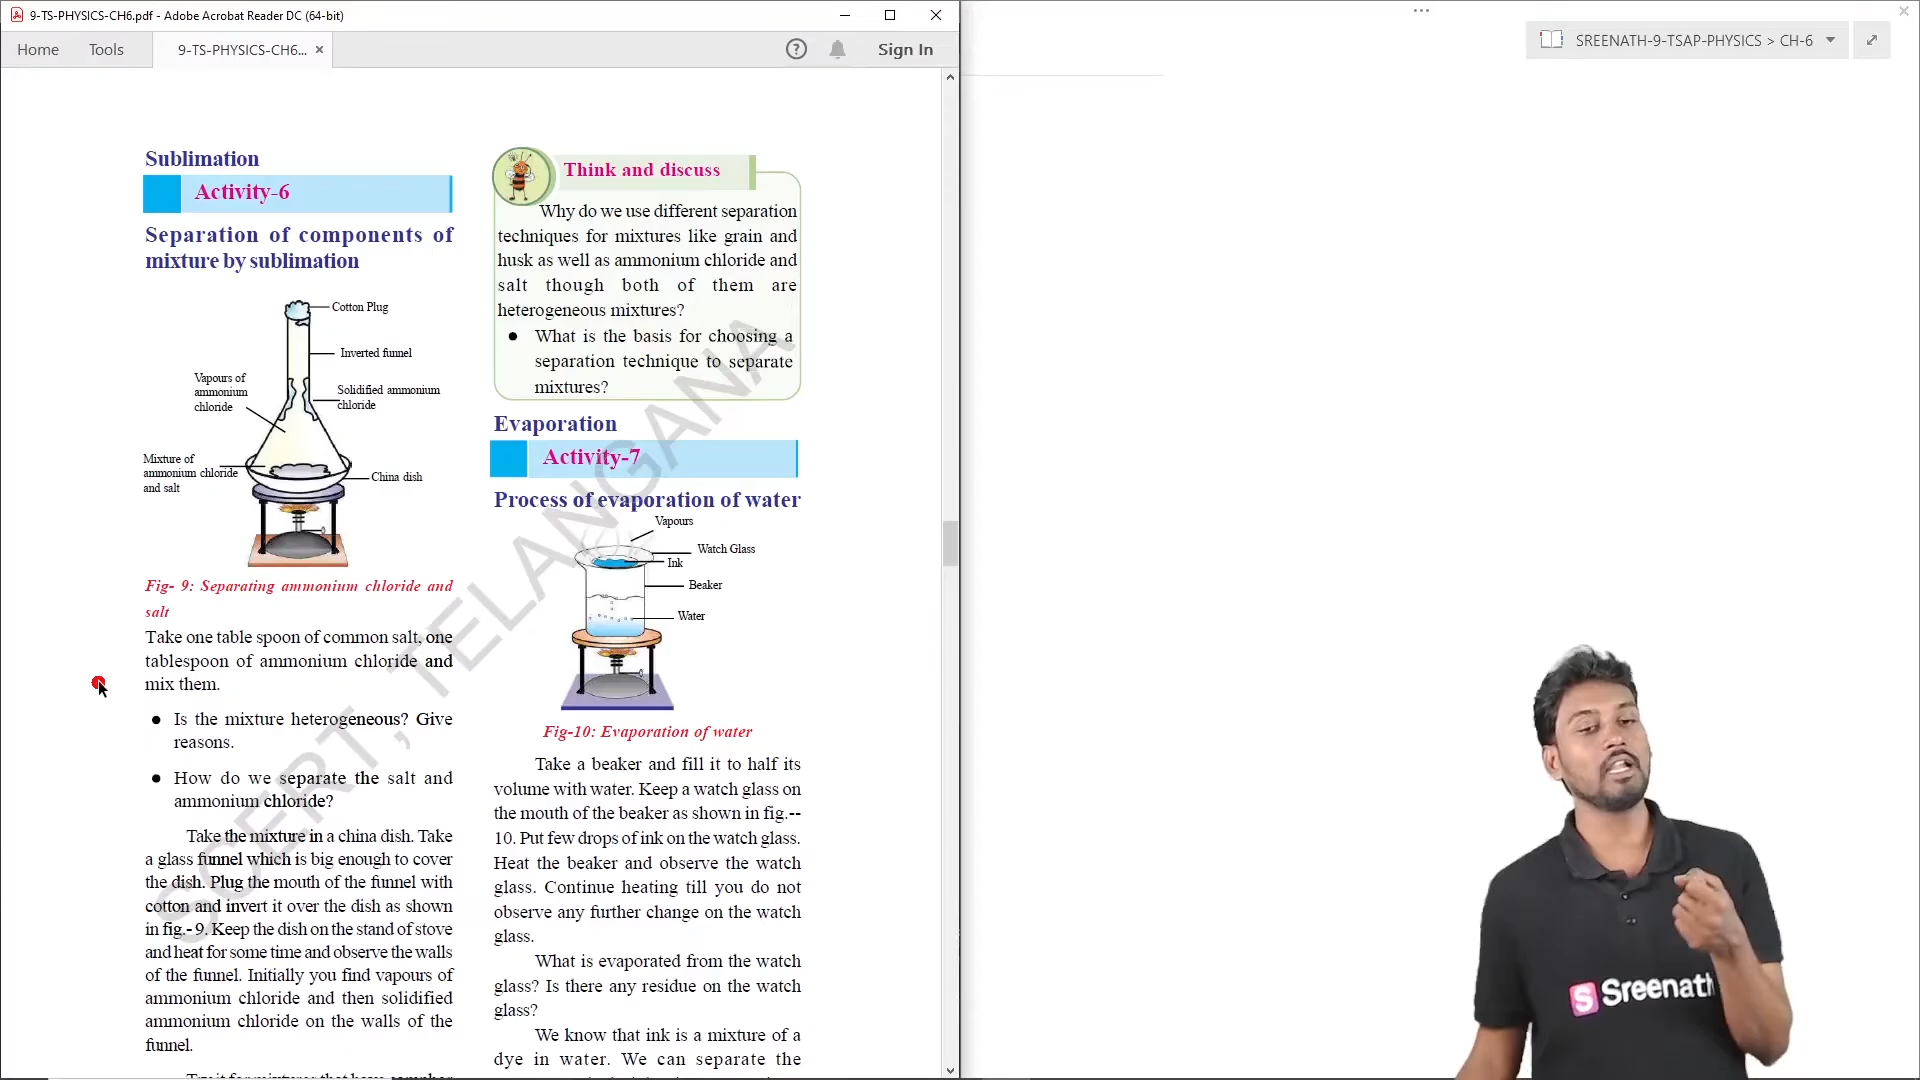 9-TS-PHYSICS-CH6.pdf - Adobe Acrobat Reader DC (64-bit)
Home
Tools
9-TS-PHYSICS-CH6...
Sign In
SREENATH-9-TSAP-PHYSICS > CH-6
Sublimation
Activity-6
Separation of components of
mixture by sublimation
Cotton Plug
Inverted funnel
Vapours of
ammonium
chloride
Solidified ammonium
chloride
Mixture of
ammonium chloride
and salt
China dish
Fig- 9: Separating ammonium chloride and
salt
Take one table spoon of common salt, one
tablespoon of ammonium chloride and
mix them.
● Is the mixture heterogeneous? Give
reasons.
● How do we separate the salt and
ammonium chloride?
Take the mixture in a china dish. Take
a glass funnel which is big enough to cover
the dish. Plug the mouth of the funnel with
cotton and invert it over the dish as shown
in fig.- 9. Keep the dish on the stand of stove
and heat for some time and observe the walls
of the funnel. Initially you find vapours of
ammonium chloride and then solidified
ammonium chloride on the walls of the
funnel.
Think and discuss
Why do we use different separation
techniques for mixtures like grain and
husk as well as ammonium chloride and
salt though both of them are
heterogeneous mixtures?
● What is the basis for choosing a
separation technique to separate
mixtures?
Evaporation
Activity-7
Process of evaporation of water
Vapours
Watch Glass
Ink
Beaker
Water
Fig-10: Evaporation of water
Take a beaker and fill it to half its
volume with water. Keep a watch glass on
the mouth of the beaker as shown in fig.--
10. Put few drops of ink on the watch glass.
Heat the beaker and observe the watch
glass. Continue heating till you do not
observe any further change on the watch
glass.
What is evaporated from the watch
glass? Is there any residue on the watch
glass?
We know that ink is a mixture of a
dye in water. We can separate the
SCERT, TELANGANA
S Sreenath